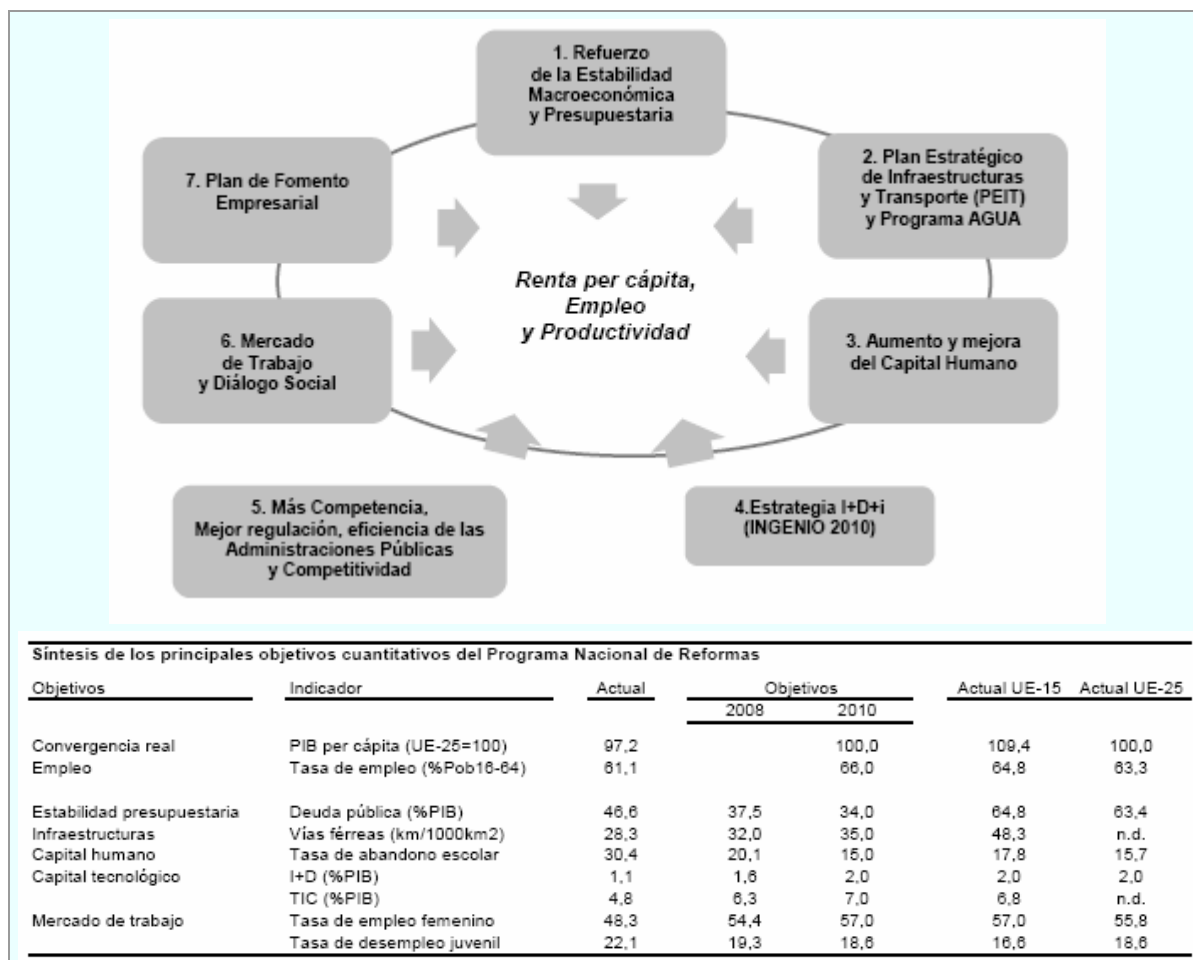 1. Refuerzo
de la Estabilidad
Macroeconómica
y Presupuestaria
2. Plan Estratégico
de Infraestructuras
y Transporte (PEIT)
y Programa AGUA
7. Plan de Fomento
Empresarial
Renta per cápita,
Empleo
y Productividad
6. Mercado
de Trabajo
y Diálogo Social
3. Aumento y mejora
del Capital Humano
5. Más Competencia,
Mejor regulación, eficiencia de las
Administraciones Públicas
y Competitividad
4.Estrategia I+D+i
(INGENIO 2010)
Síntesis de los principales objetivos cuantitativos del Programa Nacional de Reformas
Objetivos Indicador Actual Objetivos Actual UE-15 Actual UE-25
2008 2010
Convergencia real PIB per cápita (UE-25=100) 97,2 100,0 109,4 100,0
Empleo Tasa de empleo (%Pob16-64) 61,1 66,0 64,8 63,3
Estabilidad presupuestaria Deuda pública (%PIB) 46,6 37,5 34,0 64,8 63,4
Infraestructuras Vías férreas (km/1000km2) 28,3 32,0 35,0 48,3 n.d.
Capital humano Tasa de abandono escolar 30,4 20,1 15,0 17,8 15,7
Capital tecnológico I+D (%PIB) 1,1 1,6 2,0 2,0 2,0
TIC (%PIB) 4,8 6,3 7,0 6,8 n.d.
Mercado de trabajo Tasa de empleo femenino 48,3 54,4 57,0 57,0 55,8
Tasa de desempleo juvenil 22,1 19,3 18,6 16,6 18,6